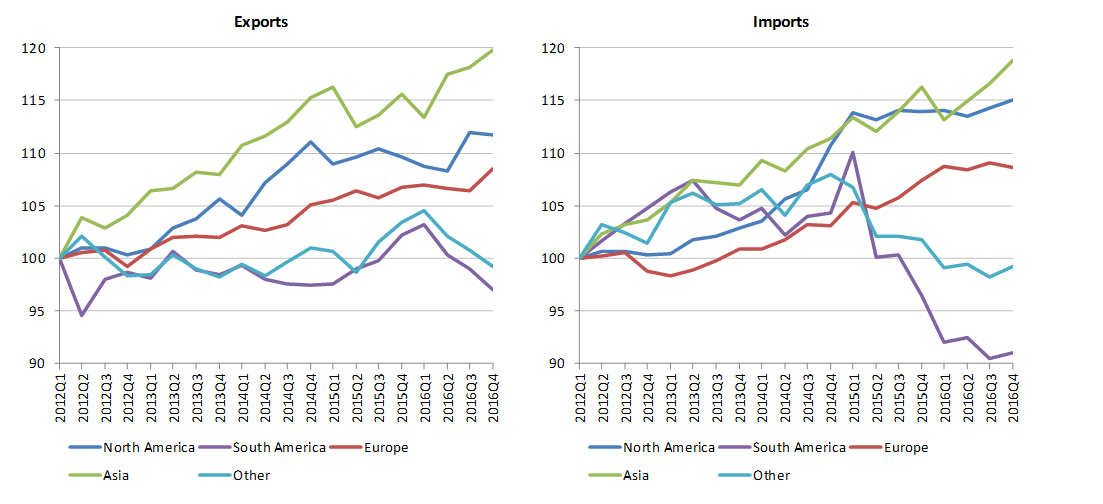 Exports
120
115
110
105
100
95
90
2012Q1
2012Q2
2012Q3
2012Q4
2013Q1
2013Q2
2013Q3
2013Q4
2014Q1
2014Q2
2014Q3
2014Q4
2015Q1
2015Q2
2015Q3
2015Q4
2016Q1
2016Q2
2016Q3
2016Q4
North America South America Europe
Asia Other
Imports
120
115
110
105
100
95
90
2012Q1
2012Q2
2012Q3
2012Q4
2013Q1
2013Q2
2013Q3
2013Q4
2014Q1
2014Q2
2014Q3
2014Q4
2015Q1
2015Q2
2015Q3
2015Q4
2016Q1
2016Q2
2016Q3
2016Q4
North America South America Europe
Asia Other